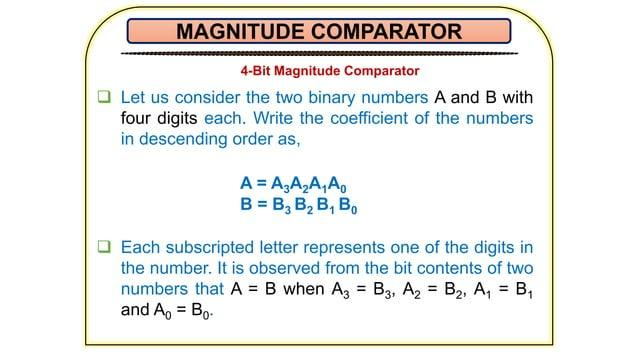 MAGNITUDE COMPARATOR
4-Bit Magnitude Comparator
❑ Let us consider the two binary numbers A and B with
four digits each. Write the coefficient of the numbers
in descending order as,
A = A₃A₂A₁A₀
B = B₃ B₂ B₁ B₀
❑ Each subscripted letter represents one of the digits in
the number. It is observed from the bit contents of two
numbers that A = B when A₃ = B₃, A₂ = B₂, A₁ = B₁
and A₀ = B₀.